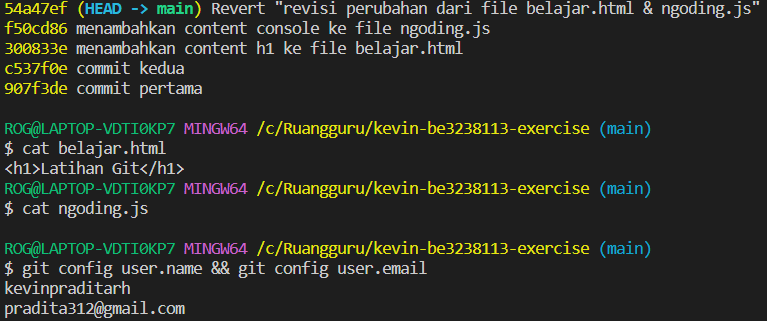 54a47ef (HEAD -> main) Revert "revisi perubahan dari file belajar.html & ngoding.js"
f50cd86 menambahkan content console ke file ngoding.js
300833e menambahkan content h1 ke file belajar.html
c537f0e commit kedua
907f3de commit pertama
ROG@LAPTOP-VDTI0KP7 MINGW64 /c/Ruangguru/kevin-be3238113-exercise (main)
$ cat belajar.html
<h1>Latihan Git</h1>
ROG@LAPTOP-VDTI0KP7 MINGW64 /c/Ruangguru/kevin-be3238113-exercise (main)
$ cat ngoding.js
ROG@LAPTOP-VDTI0KP7 MINGW64 /c/Ruangguru/kevin-be3238113-exercise (main)
$ git config user.name && git config user.email
kevinpraditarh
pradita312@gmail.com